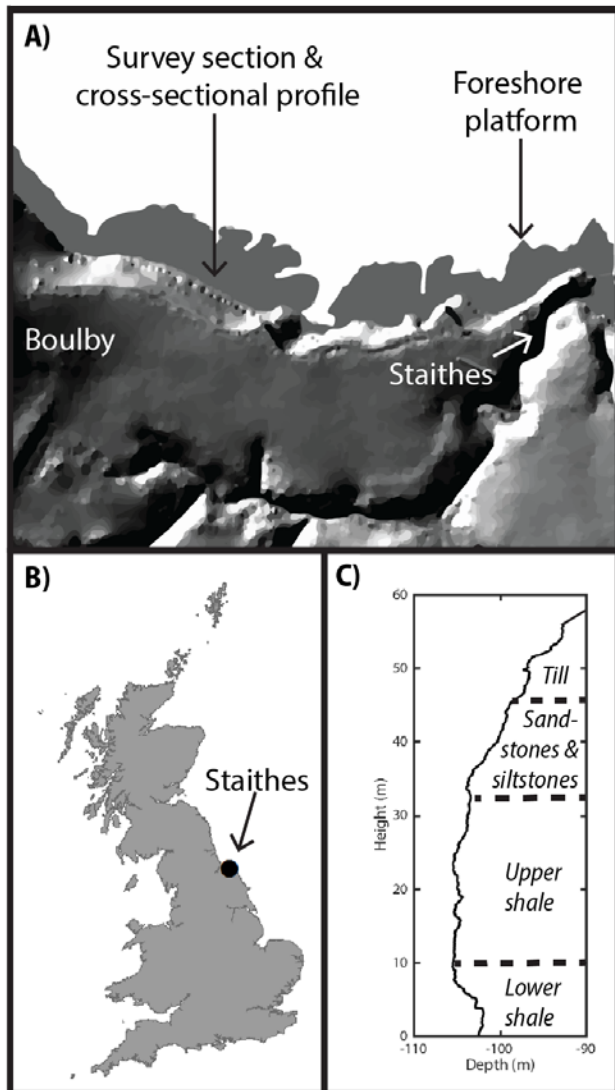 A)
Survey section &
cross-sectional profile
Foreshore
platform
Boulby
Staithes
B)
Staithes
C)
60
50
40
30
20
10
0
Height (m)
Till
Sand-
stones &
siltstones
Upper
shale
Lower
shale
-110
-100
-90
Depth (m)